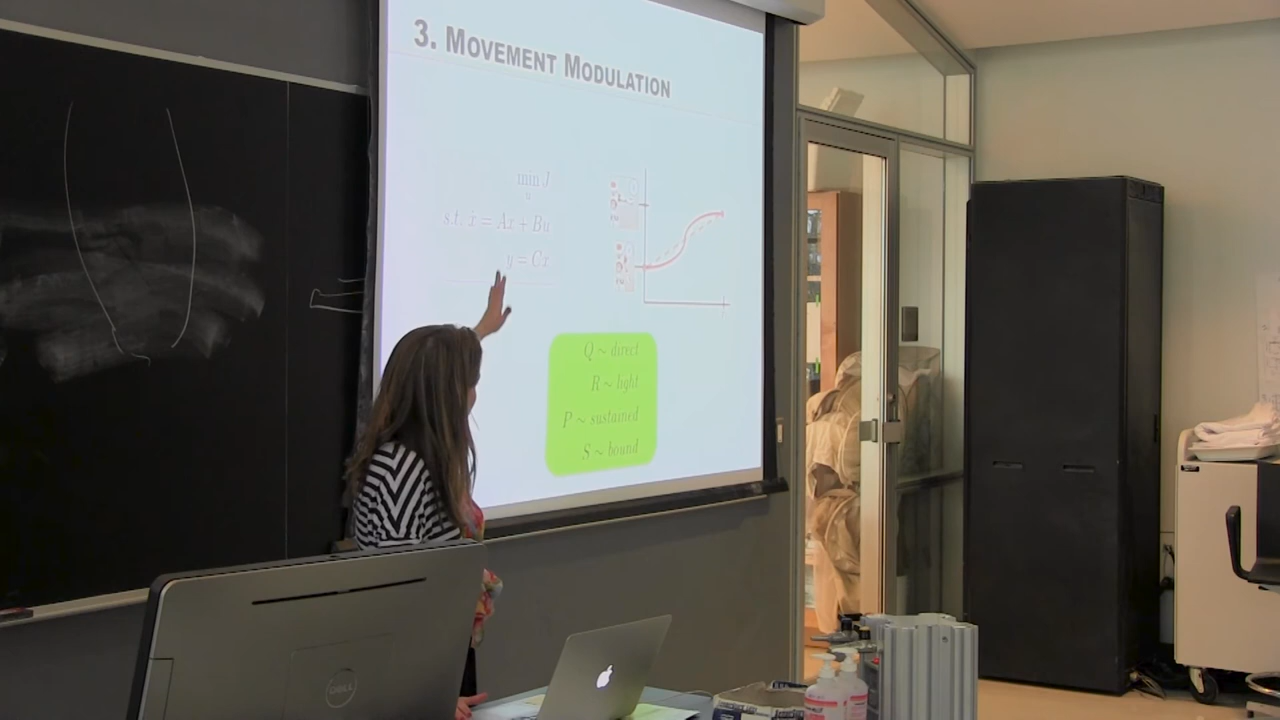 3. MOVEMENT MODULATION
min J
u
s.t. ẋ = Ax + Bu
y = Cx
Q ~ direct
R ~ light
P ~ sustained
S ~ bound
DELL